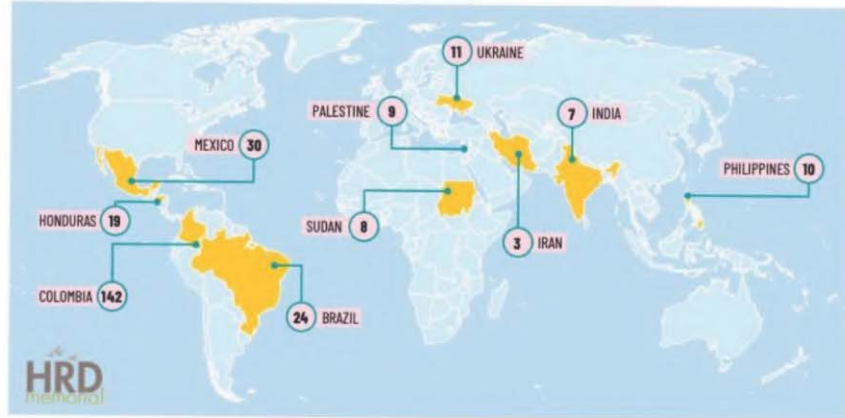 11 UKRAINE
PALESTINE 9
7 INDIA
MEXICO 30
PHILIPPINES 10
HONDURAS 19
SUDAN 8
3 IRAN
COLOMBIA 142
24 BRAZIL
HRD
memorial